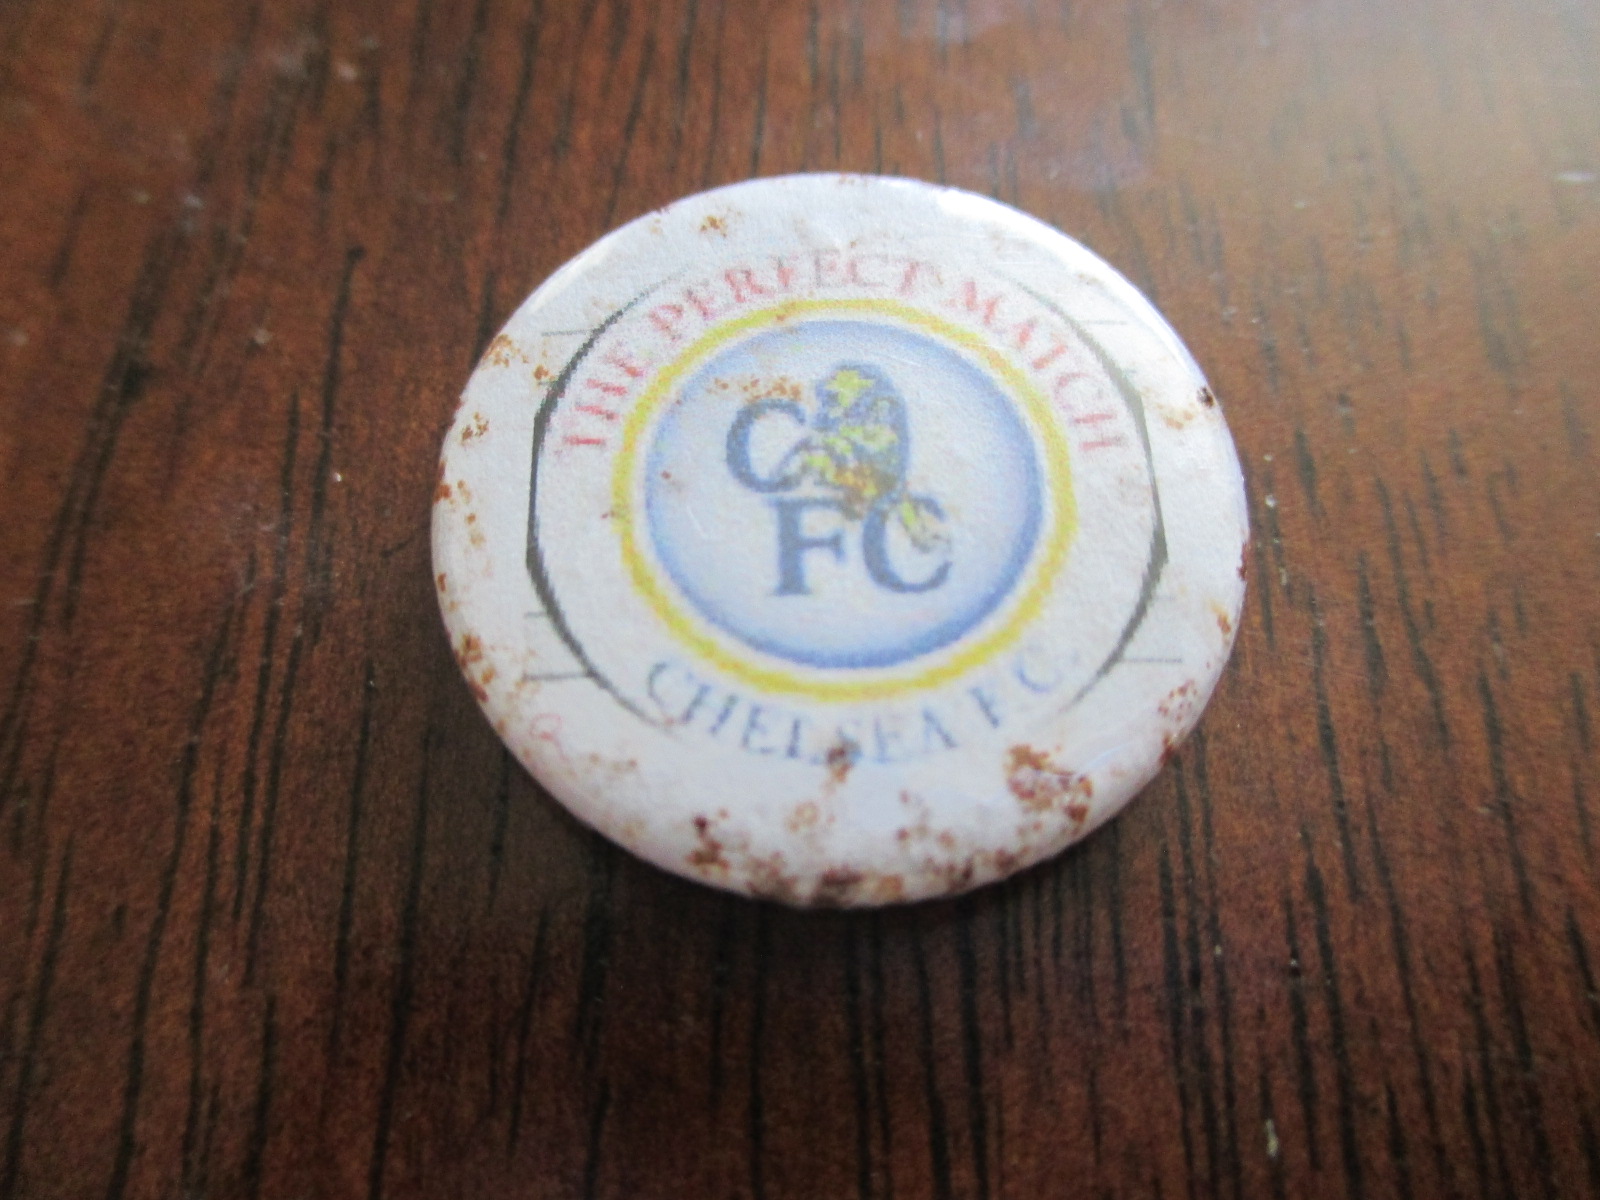 THE PERFECT MATCH
C
FC
CHELSEA F.C.